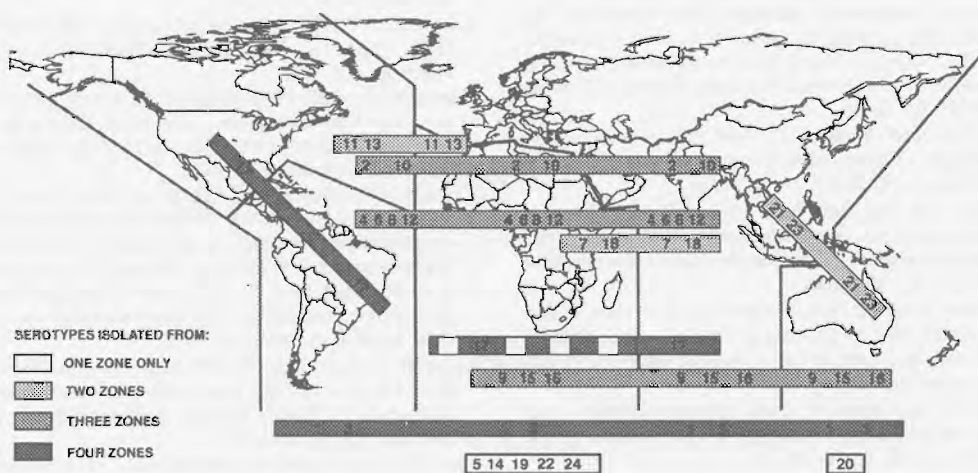 11 13 11 13
2 10 2 10 2 10
4 6 8 12 4 6 8 12 4 6 8 12
7 18 7 18
21 23
21 23
17 17
9 15 16 9 15 16 9 15 16
5 14 19 22 24
20
SEROTYPES ISOLATED FROM:
ONE ZONE ONLY
TWO ZONES
THREE ZONES
FOUR ZONES